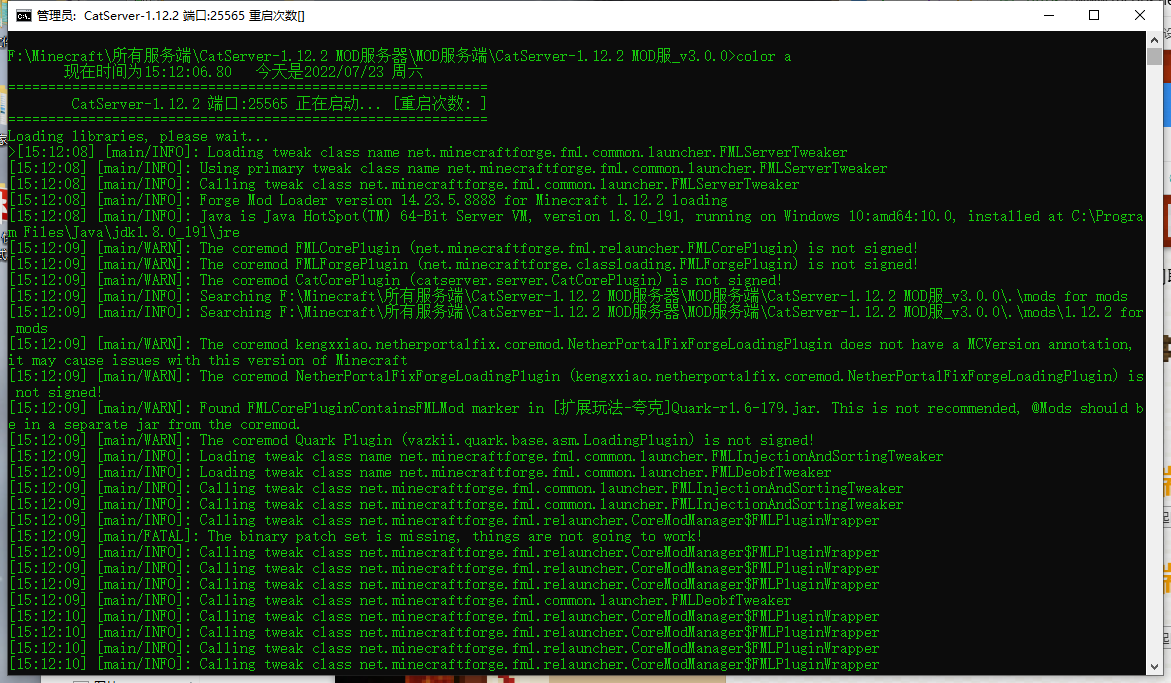 管理员: CatServer-1.12.2 端口:25565 重启次数[]
F:\Minecraft\所有服务端\CatServer-1.12.2 MOD服务器\MOD服务端\CatServer-1.12.2 MOD服_v3.0.0>color a
现在时间为15:12:06.80 今天是2022/07/23 周六
============================================================
CatServer-1.12.2 端口:25565 正在启动... [重启次数: ]
============================================================
Loading libraries, please wait...
>[15:12:08] [main/INFO]: Loading tweak class name net.minecraftforge.fml.common.launcher.FMLServerTweaker
[15:12:08] [main/INFO]: Using primary tweak class name net.minecraftforge.fml.common.launcher.FMLServerTweaker
[15:12:08] [main/INFO]: Calling tweak class net.minecraftforge.fml.common.launcher.FMLServerTweaker
[15:12:08] [main/INFO]: Forge Mod Loader version 14.23.5.8888 for Minecraft 1.12.2 loading
[15:12:08] [main/INFO]: Java is Java HotSpot(TM) 64-Bit Server VM, version 1.8.0_191, running on Windows 10:amd64:10.0, installed at C:\Progra
m Files\Java\jdk1.8.0_191\jre
[15:12:09] [main/WARN]: The coremod FMLCorePlugin (net.minecraftforge.fml.relauncher.FMLCorePlugin) is not signed!
[15:12:09] [main/WARN]: The coremod FMLForgePlugin (net.minecraftforge.classloading.FMLForgePlugin) is not signed!
[15:12:09] [main/WARN]: The coremod CatCorePlugin (catserver.server.CatCorePlugin) is not signed!
[15:12:09] [main/INFO]: Searching F:\Minecraft\所有服务端\CatServer-1.12.2 MOD服务器\MOD服务端\CatServer-1.12.2 MOD服_v3.0.0\.\mods for mods
[15:12:09] [main/INFO]: Searching F:\Minecraft\所有服务端\CatServer-1.12.2 MOD服务器\MOD服务端\CatServer-1.12.2 MOD服_v3.0.0\.\mods\1.12.2 for
mods
[15:12:09] [main/WARN]: The coremod kengxxiao.netherportalfix.coremod.NetherPortalFixForgeLoadingPlugin does not have a MCVersion annotation,
it may cause issues with this version of Minecraft
[15:12:09] [main/WARN]: The coremod NetherPortalFixForgeLoadingPlugin (kengxxiao.netherportalfix.coremod.NetherPortalFixForgeLoadingPlugin) is
not signed!
[15:12:09] [main/WARN]: Found FMLCorePluginContainsFMLMod marker in [扩展玩法-夸克]Quark-r1.6-179.jar. This is not recommended, @Mods should b
e in a separate jar from the coremod.
[15:12:09] [main/WARN]: The coremod Quark Plugin (vazkii.quark.base.asm.LoadingPlugin) is not signed!
[15:12:09] [main/INFO]: Loading tweak class name net.minecraftforge.fml.common.launcher.FMLInjectionAndSortingTweaker
[15:12:09] [main/INFO]: Loading tweak class name net.minecraftforge.fml.common.launcher.FMLDeobfTweaker
[15:12:09] [main/INFO]: Calling tweak class net.minecraftforge.fml.common.launcher.FMLInjectionAndSortingTweaker
[15:12:09] [main/INFO]: Calling tweak class net.minecraftforge.fml.common.launcher.FMLInjectionAndSortingTweaker
[15:12:09] [main/INFO]: Calling tweak class net.minecraftforge.fml.relauncher.CoreModManager$FMLPluginWrapper
[15:12:09] [main/FATAL]: The binary patch set is missing, things are not going to work!
[15:12:09] [main/INFO]: Calling tweak class net.minecraftforge.fml.relauncher.CoreModManager$FMLPluginWrapper
[15:12:09] [main/INFO]: Calling tweak class net.minecraftforge.fml.relauncher.CoreModManager$FMLPluginWrapper
[15:12:09] [main/INFO]: Calling tweak class net.minecraftforge.fml.relauncher.CoreModManager$FMLPluginWrapper
[15:12:09] [main/INFO]: Calling tweak class net.minecraftforge.fml.common.launcher.FMLDeobfTweaker
[15:12:10] [main/INFO]: Calling tweak class net.minecraftforge.fml.relauncher.CoreModManager$FMLPluginWrapper
[15:12:10] [main/INFO]: Calling tweak class net.minecraftforge.fml.relauncher.CoreModManager$FMLPluginWrapper
[15:12:10] [main/INFO]: Calling tweak class net.minecraftforge.fml.relauncher.CoreModManager$FMLPluginWrapper
[15:12:10] [main/INFO]: Calling tweak class net.minecraftforge.fml.relauncher.CoreModManager$FMLPluginWrapper